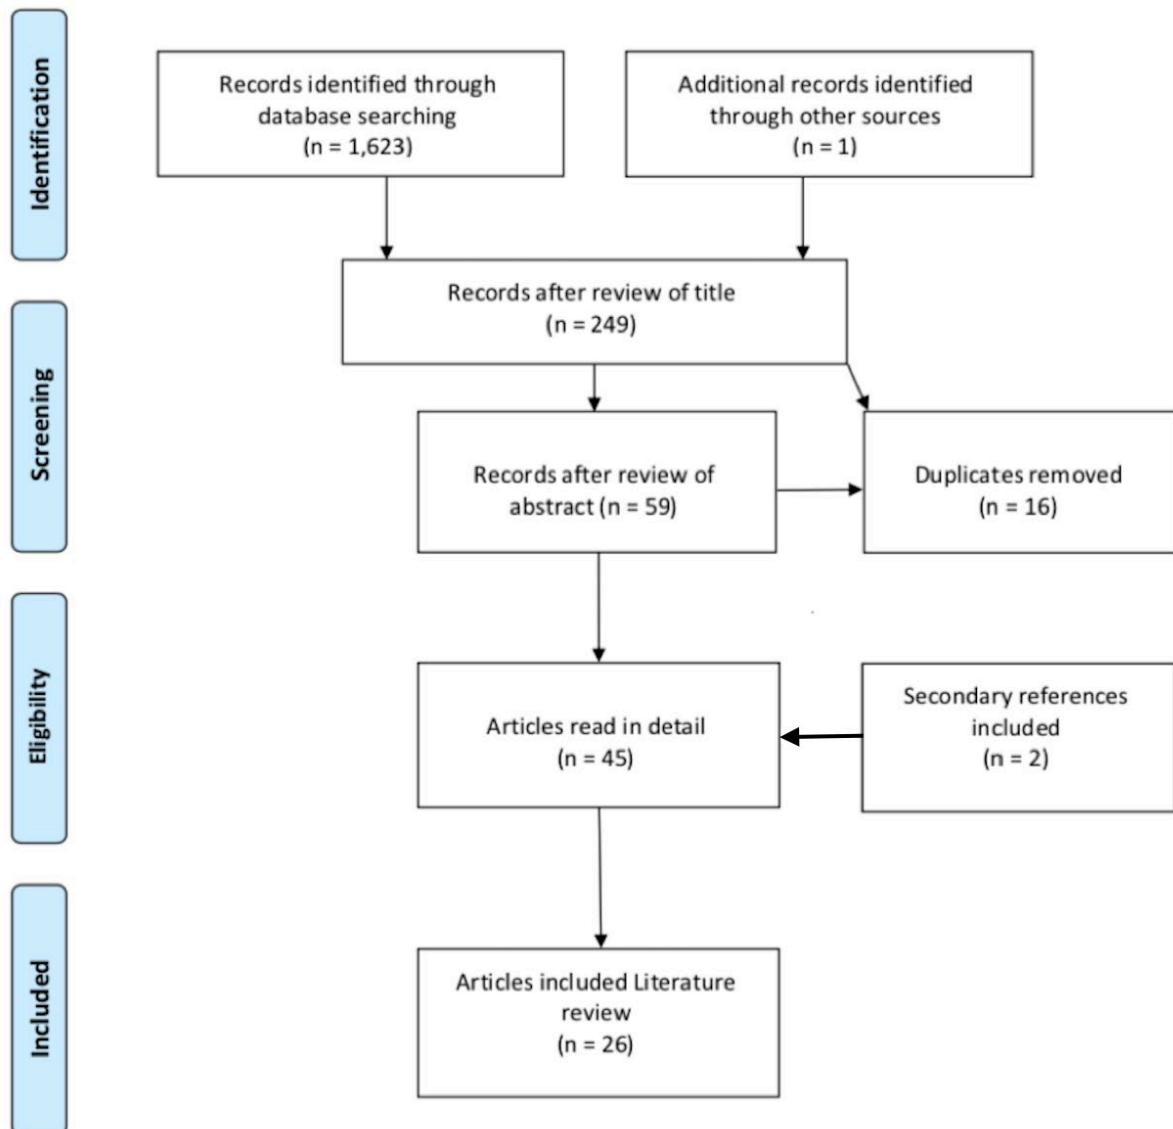 Identification
Records identified through
database searching
(n = 1,623)
Additional records identified
through other sources
(n = 1)
Records after review of title
(n = 249)
Screening
Records after review of
abstract (n = 59)
Duplicates removed
(n = 16)
Eligibility
Articles read in detail
(n = 45)
Secondary references
included
(n = 2)
Included
Articles included Literature
review
(n = 26)